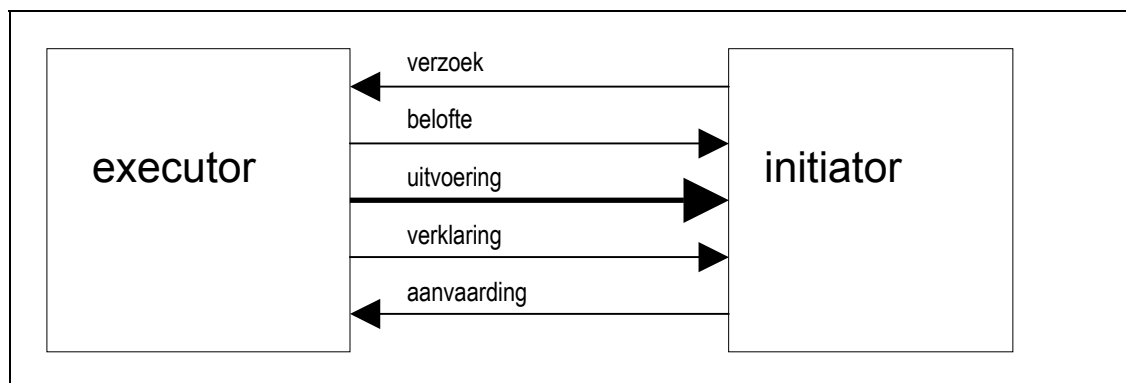 verzoek
belofte
executor
initiator
uitvoering
verklaring
aanvaarding